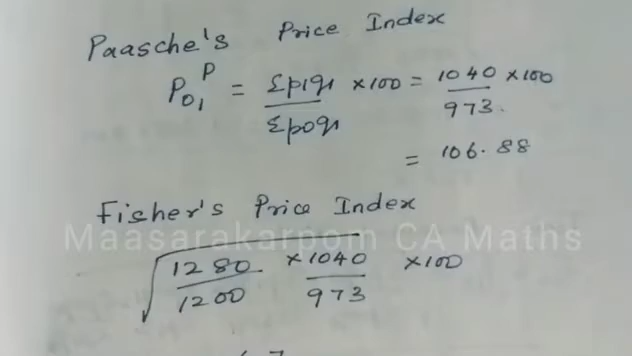 Paasche's Price Index
P01^P = Σp1q1/Σp0q1 ×100 = 1040/973 ×100
= 106.88
Fisher's Price Index
Maasarakarpom CA Maths
√(1280/1200 ×1040/973) ×100